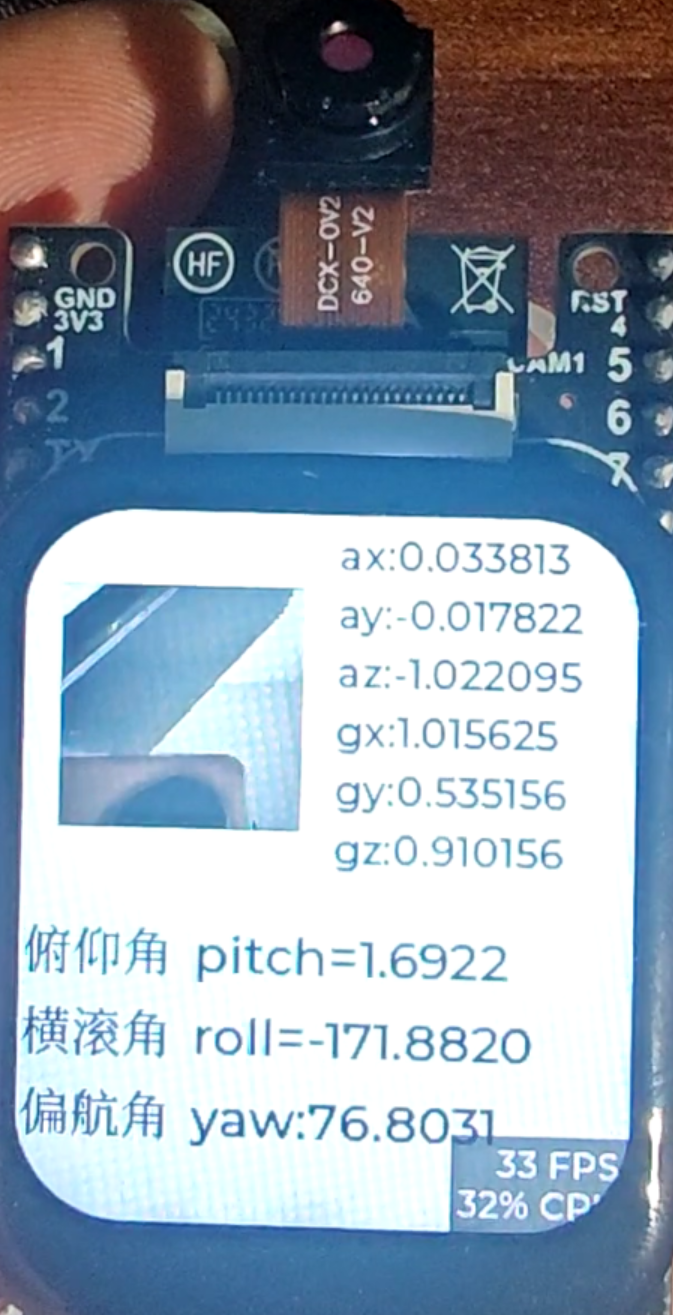 DCX-OV2
640-V2
HF
GND
3V3
1
2
RST
4
CAM1
5
6
7
ax:0.033813
ay:-0.017822
az:-1.022095
gx:1.015625
gy:0.535156
gz:0.910156
俯仰角 pitch=1.6922
横滚角 roll=-171.8820
偏航角 yaw:76.8031
33 FPS
32%